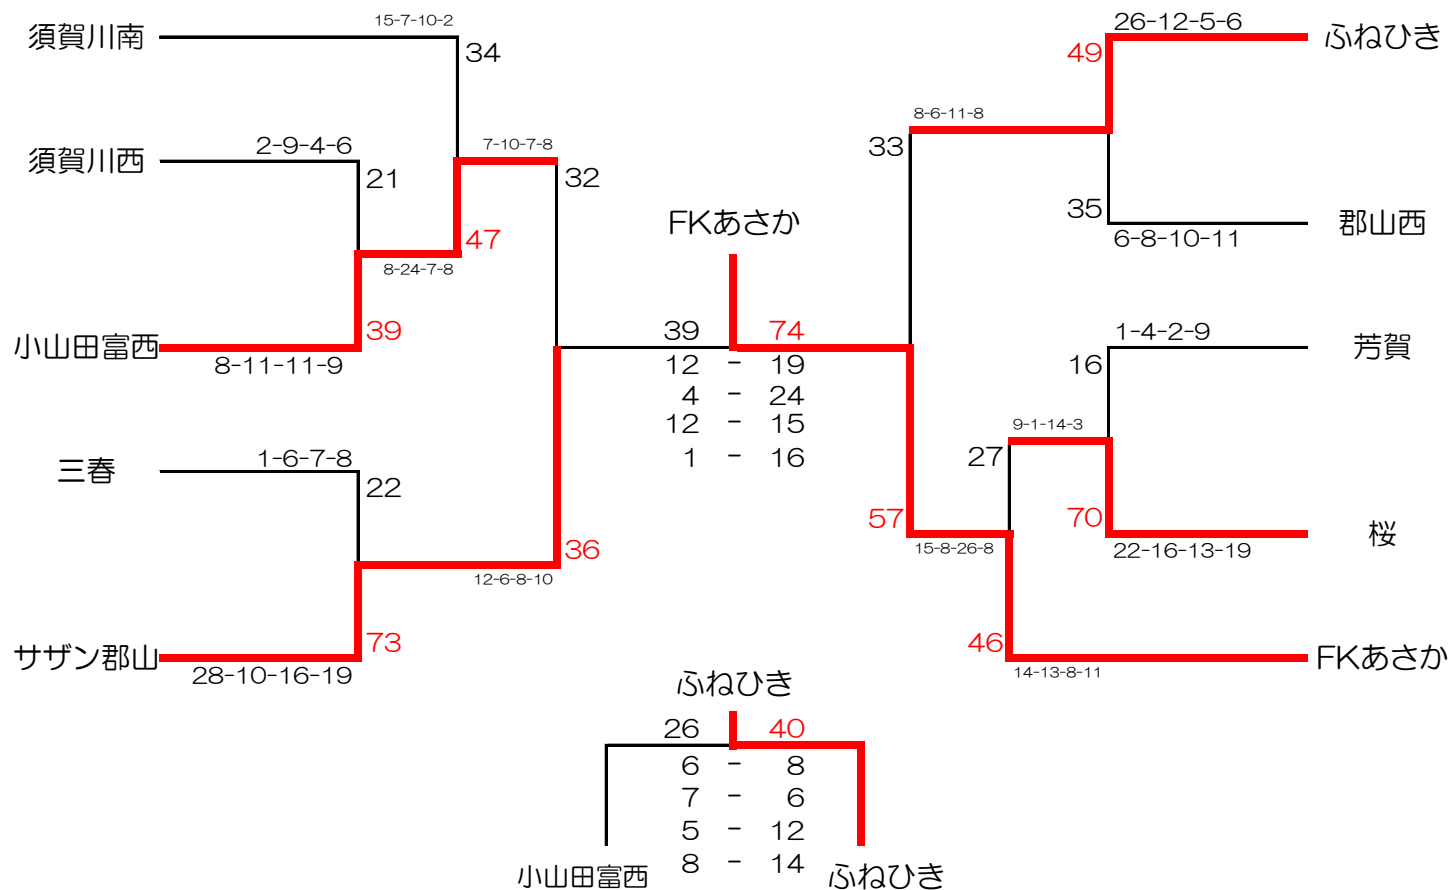 須賀川南
15-7-10-2
34
須賀川西
2-9-4-6
21
7-10-7-8
32
47
8-24-7-8
小山田富西
39
8-11-11-9
三春
1-6-7-8
22
36
12-6-8-10
サザン郡山
73
28-10-16-19
FKあさか
39 74
12 - 19
4 - 24
12 - 15
1 - 16
26-12-5-6
ふねひき
49
8-6-11-8
33
35
郡山西
6-8-10-11
1-4-2-9
芳賀
16
9-1-14-3
27
57
70
桜
15-8-26-8
22-16-13-19
46
FKあさか
14-13-8-11
ふねひき
26 40
6 - 8
7 - 6
5 - 12
8 - 14
小山田富西
ふねひき